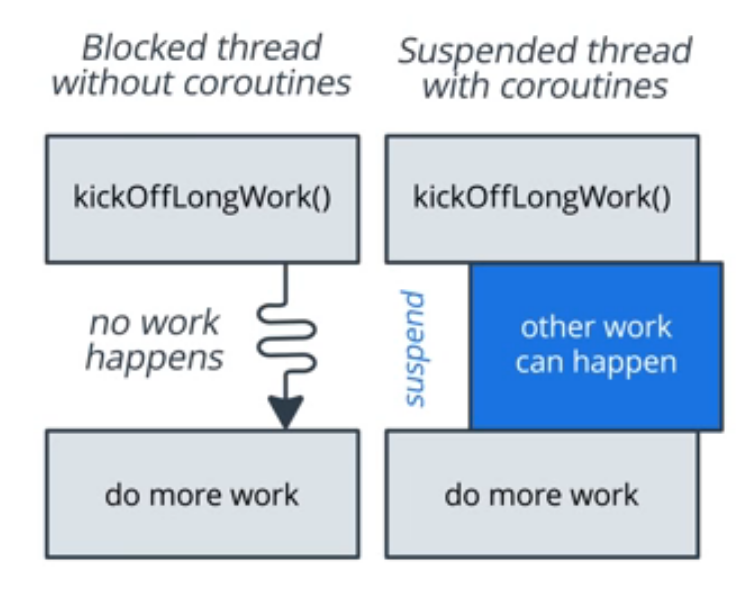 Blocked thread
without coroutines
kickOffLongWork()
no work
happens
do more work
Suspended thread
with coroutines
kickOffLongWork()
suspend
other work
can happen
do more work